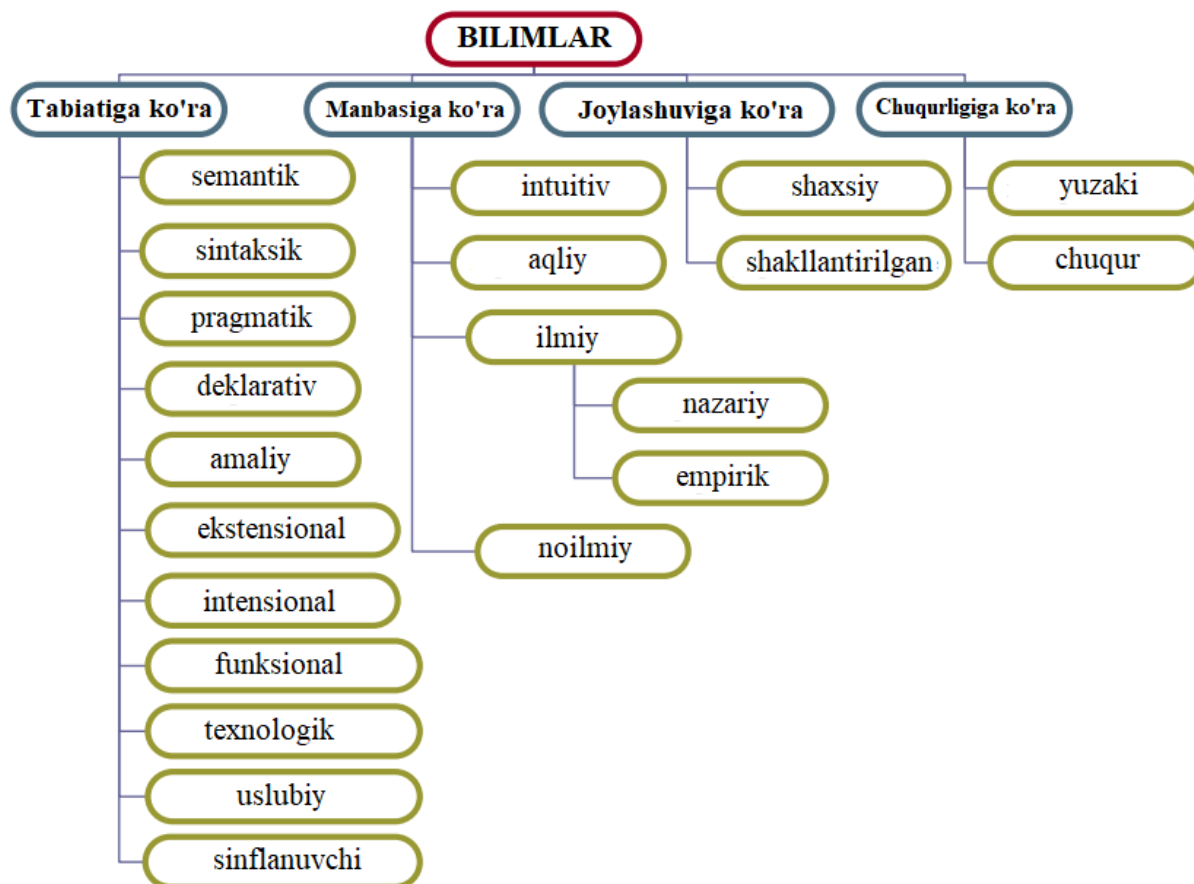 BILIMLAR
Tabiatiga ko'ra
semantik
sintaksik
pragmatik
deklarativ
amaliy
ekstensional
intensional
funksional
texnologik
uslubiy
sinflanuvchi
Manbasiga ko'ra
intuitiv
aqliy
ilmiy
nazariy
empirik
noilmiy
Joylashuviga ko'ra
shaxsiy
shakllantirilgan
Chuqurligiga ko'ra
yuzaki
chuqur